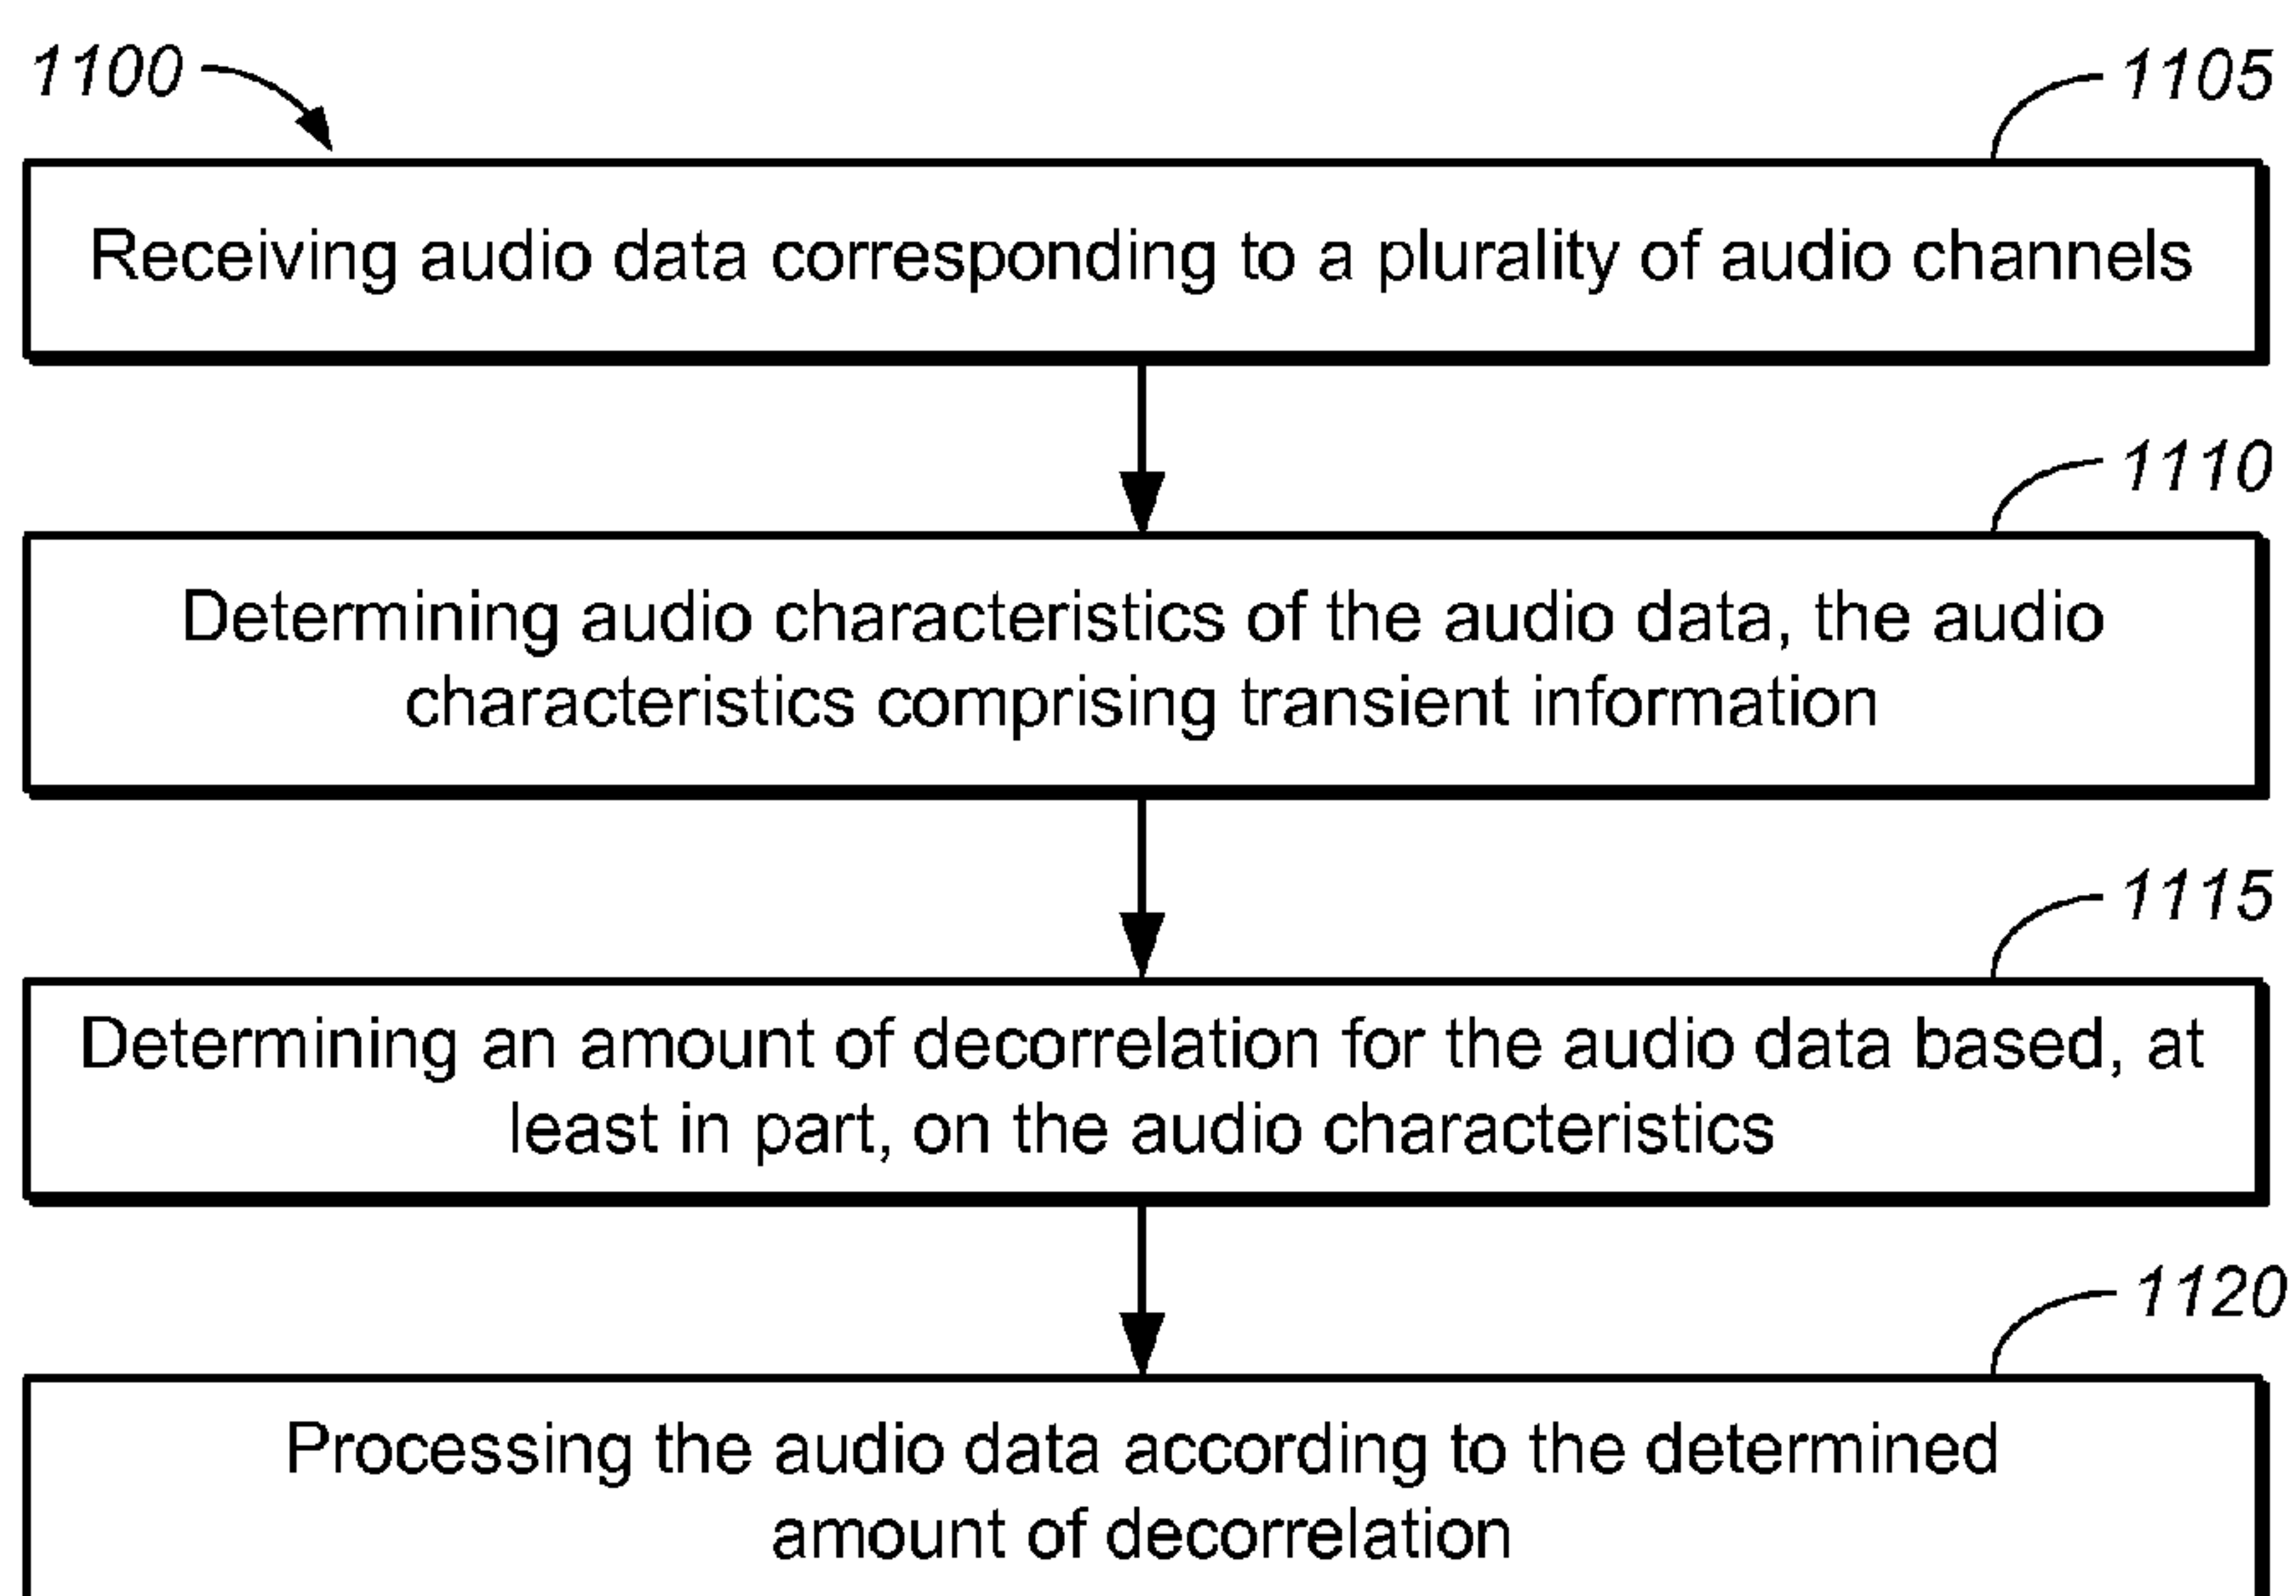 1100
1105
Receiving audio data corresponding to a plurality of audio channels
1110
Determining audio characteristics of the audio data, the audio
characteristics comprising transient information
1115
Determining an amount of decorrelation for the audio data based, at
least in part, on the audio characteristics
1120
Processing the audio data according to the determined
amount of decorrelation